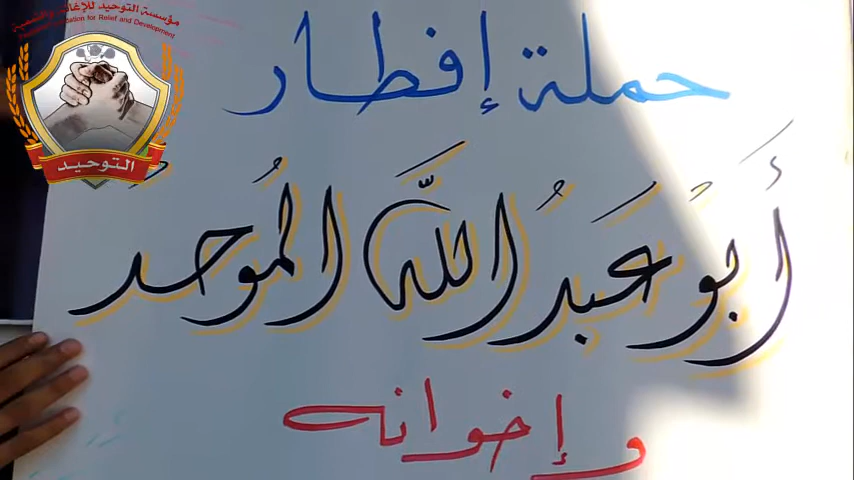 مؤسسة التوحيد للإغاثة والتنمية
Foundation for Relief and Development
التوحيد
حملة إفطار
أبو عبد الله الموحد
وإخوانه